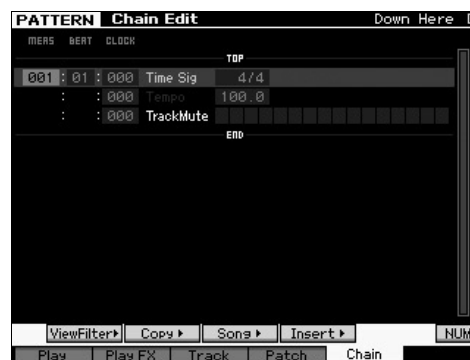 PATTERN Chain Edit Down Here
MEAS BEAT CLOCK
TOP
001 : 01 : 000 Time Sig 4/4
: : 000 Tempo 100.0
: : 000 TrackMute
END
ViewFilter Copy Song Insert NUM
Play Play FX Track Patch Chain